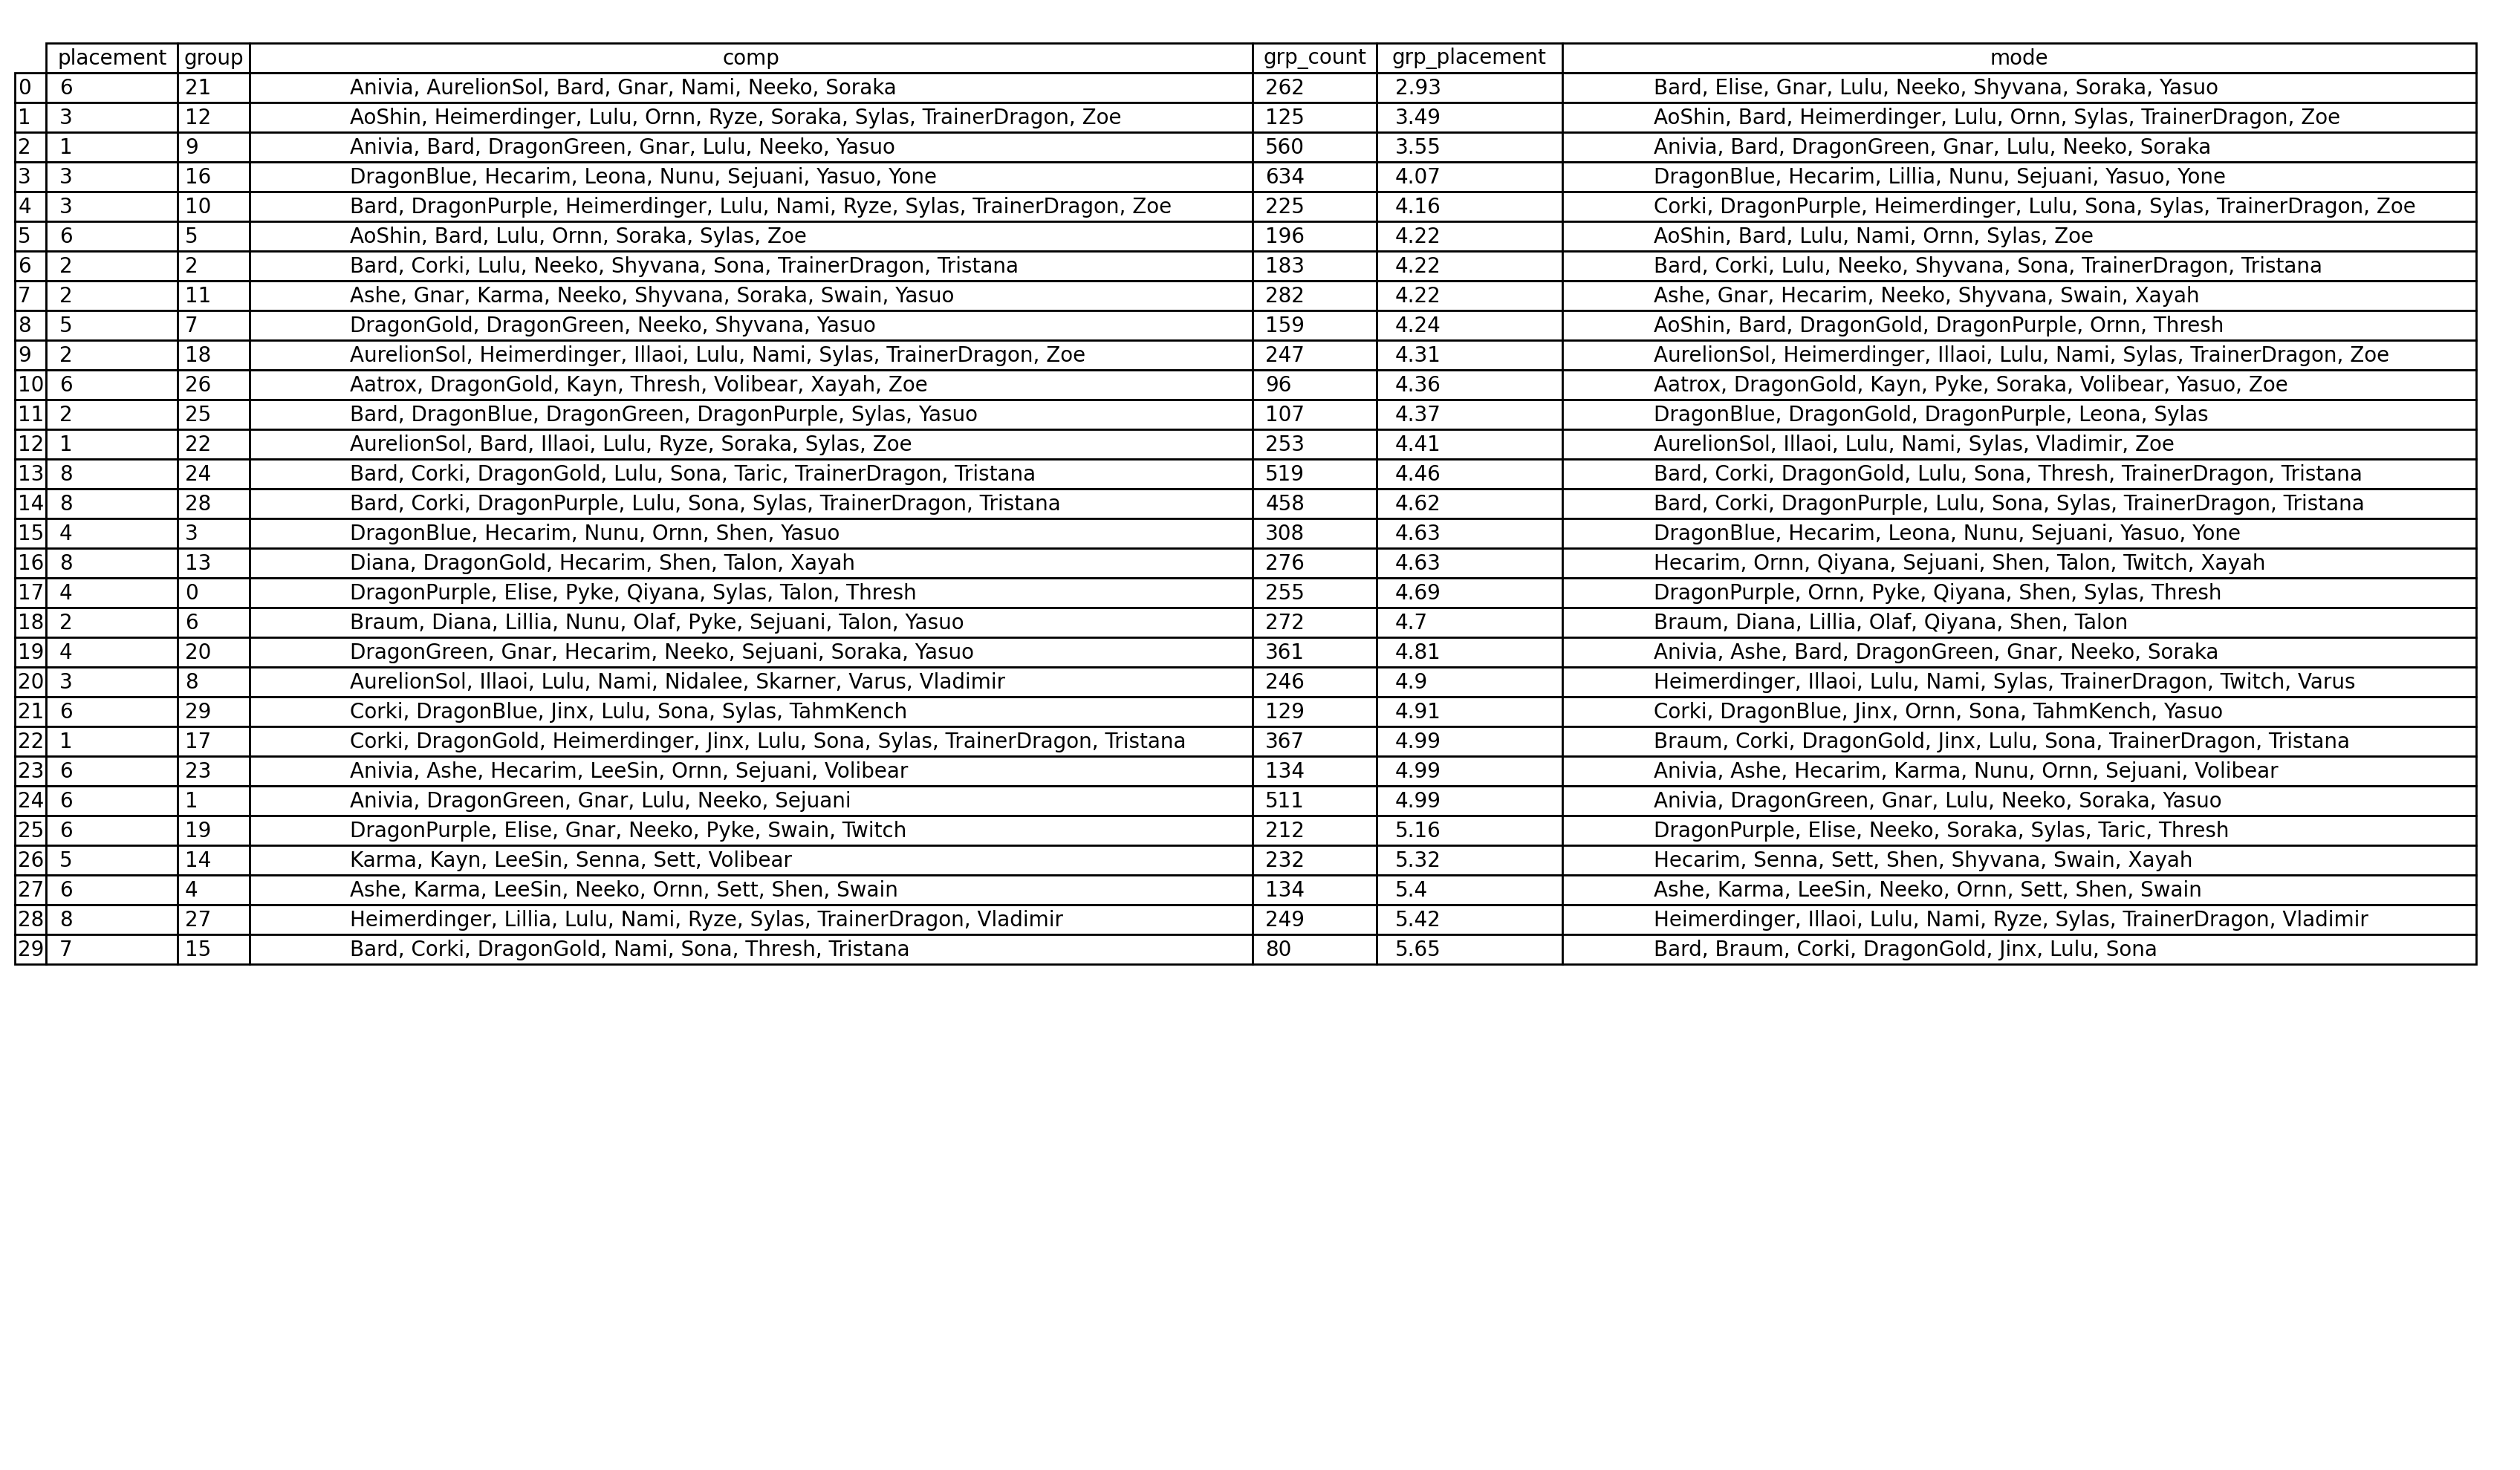 placement group comp grp_count grp_placement mode
0 6 21 Anivia, AurelionSol, Bard, Gnar, Nami, Neeko, Soraka 262 2.93 Bard, Elise, Gnar, Lulu, Neeko, Shyvana, Soraka, Yasuo
1 3 12 AoShin, Heimerdinger, Lulu, Ornn, Ryze, Soraka, Sylas, TrainerDragon, Zoe 125 3.49 AoShin, Bard, Heimerdinger, Lulu, Ornn, Sylas, TrainerDragon, Zoe
2 1 9 Anivia, Bard, DragonGreen, Gnar, Lulu, Neeko, Yasuo 560 3.55 Anivia, Bard, DragonGreen, Gnar, Lulu, Neeko, Soraka
3 3 16 DragonBlue, Hecarim, Leona, Nunu, Sejuani, Yasuo, Yone 634 4.07 DragonBlue, Hecarim, Lillia, Nunu, Sejuani, Yasuo, Yone
4 3 10 Bard, DragonPurple, Heimerdinger, Lulu, Nami, Ryze, Sylas, TrainerDragon, Zoe 225 4.16 Corki, DragonPurple, Heimerdinger, Lulu, Sona, Sylas, TrainerDragon, Zoe
5 6 5 AoShin, Bard, Lulu, Ornn, Soraka, Sylas, Zoe 196 4.22 AoShin, Bard, Lulu, Nami, Ornn, Sylas, Zoe
6 2 2 Bard, Corki, Lulu, Neeko, Shyvana, Sona, TrainerDragon, Tristana 183 4.22 Bard, Corki, Lulu, Neeko, Shyvana, Sona, TrainerDragon, Tristana
7 2 11 Ashe, Gnar, Karma, Neeko, Shyvana, Soraka, Swain, Yasuo 282 4.22 Ashe, Gnar, Hecarim, Neeko, Shyvana, Swain, Xayah
8 5 7 DragonGold, DragonGreen, Neeko, Shyvana, Yasuo 159 4.24 AoShin, Bard, DragonGold, DragonPurple, Ornn, Thresh
9 2 18 AurelionSol, Heimerdinger, Illaoi, Lulu, Nami, Sylas, TrainerDragon, Zoe 247 4.31 AurelionSol, Heimerdinger, Illaoi, Lulu, Nami, Sylas, TrainerDragon, Zoe
10 6 26 Aatrox, DragonGold, Kayn, Thresh, Volibear, Xayah, Zoe 96 4.36 Aatrox, DragonGold, Kayn, Pyke, Soraka, Volibear, Yasuo, Zoe
11 2 25 Bard, DragonBlue, DragonGreen, DragonPurple, Sylas, Yasuo 107 4.37 DragonBlue, DragonGold, DragonPurple, Leona, Sylas
12 1 22 AurelionSol, Bard, Illaoi, Lulu, Ryze, Soraka, Sylas, Zoe 253 4.41 AurelionSol, Illaoi, Lulu, Nami, Sylas, Vladimir, Zoe
13 8 24 Bard, Corki, DragonGold, Lulu, Sona, Taric, TrainerDragon, Tristana 519 4.46 Bard, Corki, DragonGold, Lulu, Sona, Thresh, TrainerDragon, Tristana
14 8 28 Bard, Corki, DragonPurple, Lulu, Sona, Sylas, TrainerDragon, Tristana 458 4.62 Bard, Corki, DragonPurple, Lulu, Sona, Sylas, TrainerDragon, Tristana
15 4 3 DragonBlue, Hecarim, Nunu, Ornn, Shen, Yasuo 308 4.63 DragonBlue, Hecarim, Leona, Nunu, Sejuani, Yasuo, Yone
16 8 13 Diana, DragonGold, Hecarim, Shen, Talon, Xayah 276 4.63 Hecarim, Ornn, Qiyana, Sejuani, Shen, Talon, Twitch, Xayah
17 4 0 DragonPurple, Elise, Pyke, Qiyana, Sylas, Talon, Thresh 255 4.69 DragonPurple, Ornn, Pyke, Qiyana, Shen, Sylas, Thresh
18 2 6 Braum, Diana, Lillia, Nunu, Olaf, Pyke, Sejuani, Talon, Yasuo 272 4.7 Braum, Diana, Lillia, Olaf, Qiyana, Shen, Talon
19 4 20 DragonGreen, Gnar, Hecarim, Neeko, Sejuani, Soraka, Yasuo 361 4.81 Anivia, Ashe, Bard, DragonGreen, Gnar, Neeko, Soraka
20 3 8 AurelionSol, Illaoi, Lulu, Nami, Nidalee, Skarner, Varus, Vladimir 246 4.9 Heimerdinger, Illaoi, Lulu, Nami, Sylas, TrainerDragon, Twitch, Varus
21 6 29 Corki, DragonBlue, Jinx, Lulu, Sona, Sylas, TahmKench 129 4.91 Corki, DragonBlue, Jinx, Ornn, Sona, TahmKench, Yasuo
22 1 17 Corki, DragonGold, Heimerdinger, Jinx, Lulu, Sona, Sylas, TrainerDragon, Tristana 367 4.99 Braum, Corki, DragonGold, Jinx, Lulu, Sona, TrainerDragon, Tristana
23 6 23 Anivia, Ashe, Hecarim, LeeSin, Ornn, Sejuani, Volibear 134 4.99 Anivia, Ashe, Hecarim, Karma, Nunu, Ornn, Sejuani, Volibear
24 6 1 Anivia, DragonGreen, Gnar, Lulu, Neeko, Sejuani 511 4.99 Anivia, DragonGreen, Gnar, Lulu, Neeko, Soraka, Yasuo
25 6 19 DragonPurple, Elise, Gnar, Neeko, Pyke, Swain, Twitch 212 5.16 DragonPurple, Elise, Neeko, Soraka, Sylas, Taric, Thresh
26 5 14 Karma, Kayn, LeeSin, Senna, Sett, Volibear 232 5.32 Hecarim, Senna, Sett, Shen, Shyvana, Swain, Xayah
27 6 4 Ashe, Karma, LeeSin, Neeko, Ornn, Sett, Shen, Swain 134 5.4 Ashe, Karma, LeeSin, Neeko, Ornn, Sett, Shen, Swain
28 8 27 Heimerdinger, Lillia, Lulu, Nami, Ryze, Sylas, TrainerDragon, Vladimir 249 5.42 Heimerdinger, Illaoi, Lulu, Nami, Ryze, Sylas, TrainerDragon, Vladimir
29 7 15 Bard, Corki, DragonGold, Nami, Sona, Thresh, Tristana 80 5.65 Bard, Braum, Corki, DragonGold, Jinx, Lulu, Sona